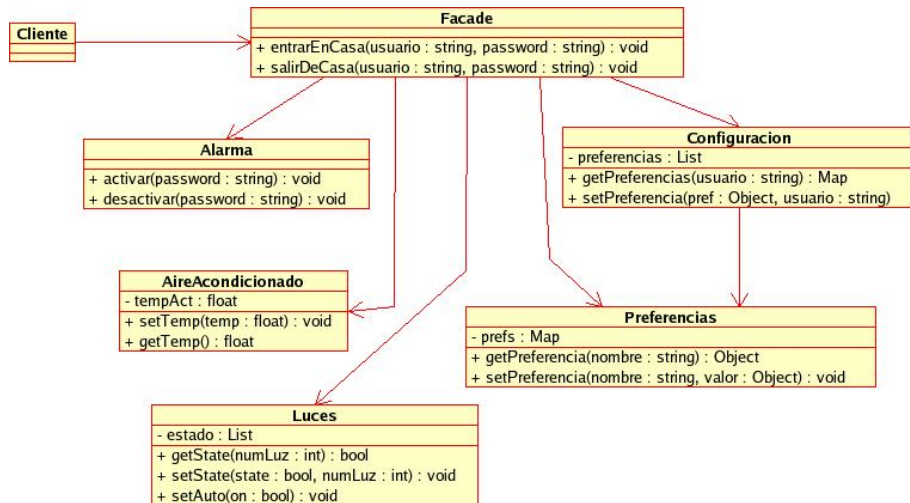 Cliente
Facade
+ entrarEnCasa(usuario : string, password : string) : void
+ salirDeCasa(usuario : string, password : string) : void
Alarma
+ activar(password : string) : void
+ desactivar(password : string) : void
Configuracion
- preferencias : List
+ getPreferencias(usuario : string) : Map
+ setPreferencia(pref : Object, usuario : string)
AireAcondicionado
- tempAct : float
+ setTemp(temp : float) : void
+ getTemp() : float
Preferencias
- prefs : Map
+ getPreferencia(nombre : string) : Object
+ setPreferencia(nombre : string, valor : Object) : void
Luces
- estado : List
+ getState(numLuz : int) : bool
+ setState(state : bool, numLuz : int) : void
+ setAuto(on : bool) : void